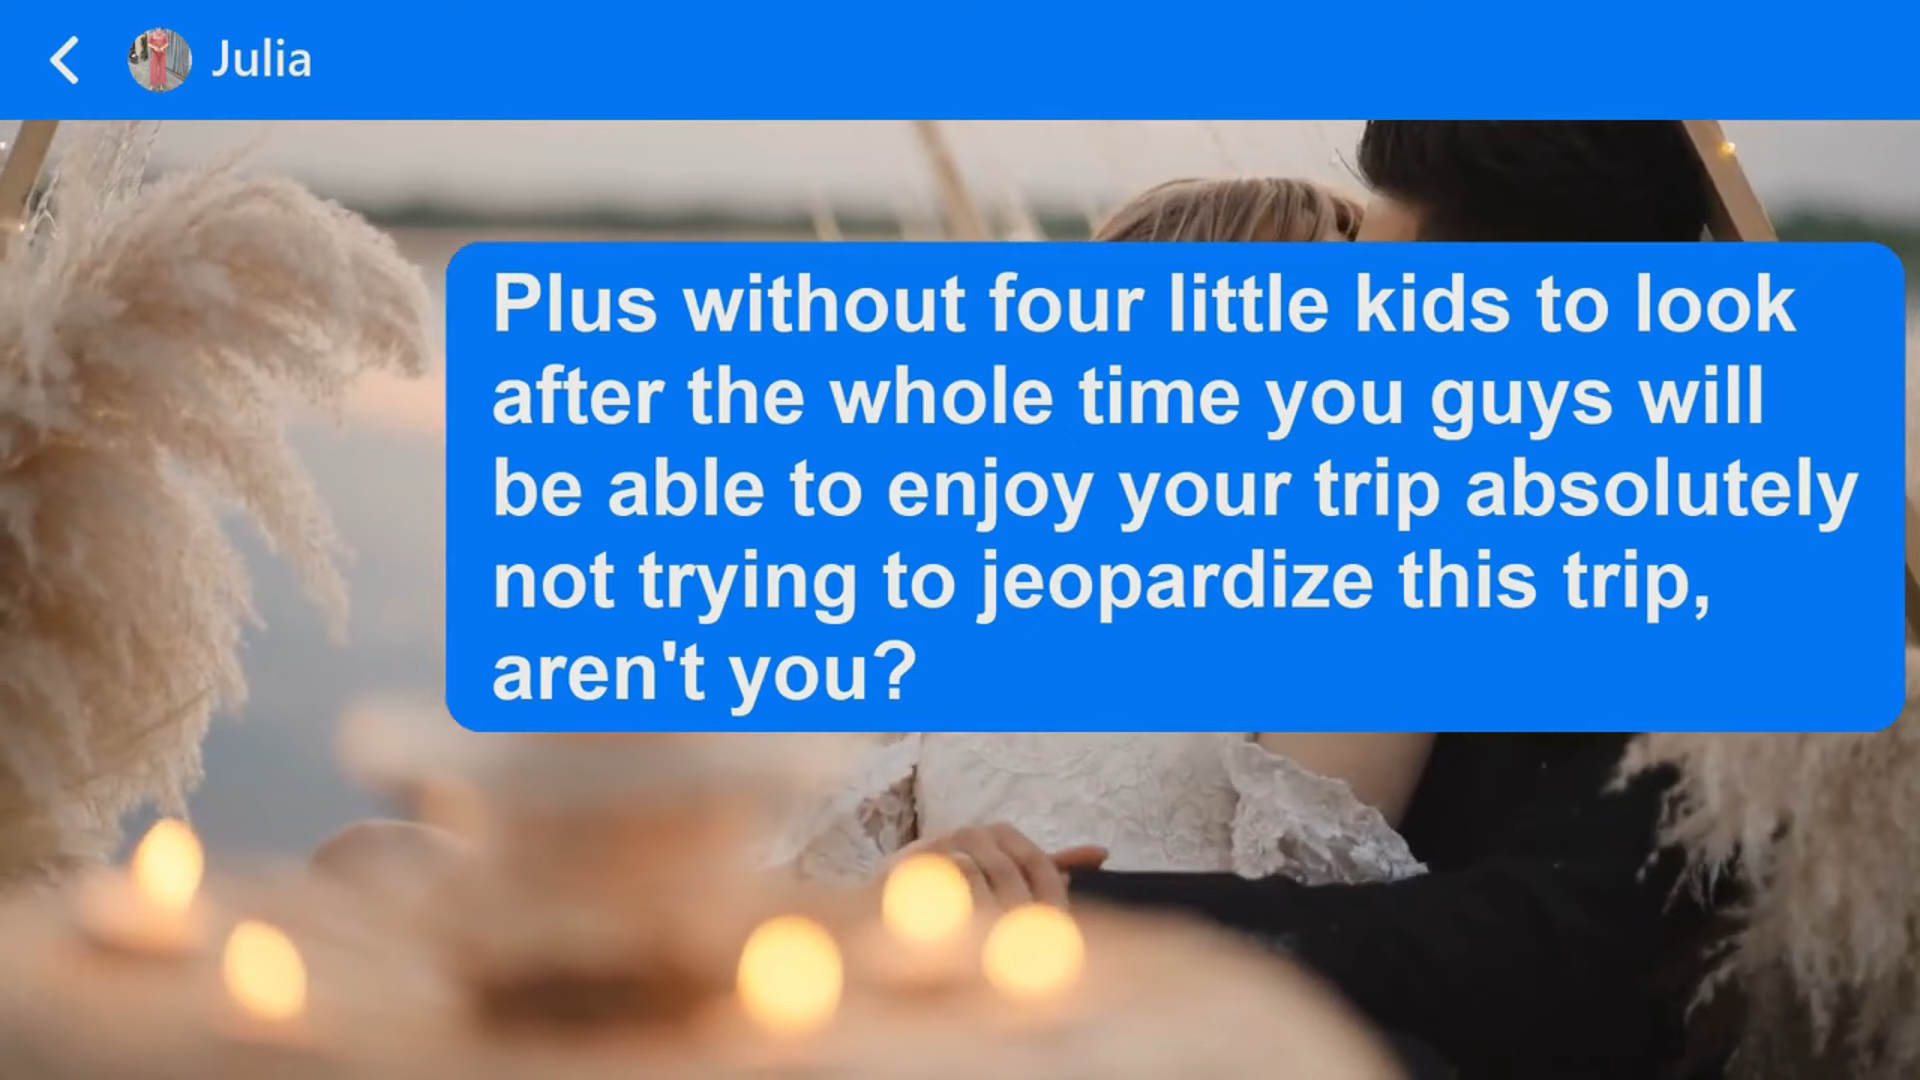 Julia
Plus without four little kids to look
after the whole time you guys will
be able to enjoy your trip absolutely
not trying to jeopardize this trip,
aren't you?